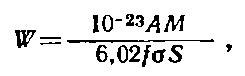 W = \frac{10^{-23} AM}{6,02 f \sigma S} ,